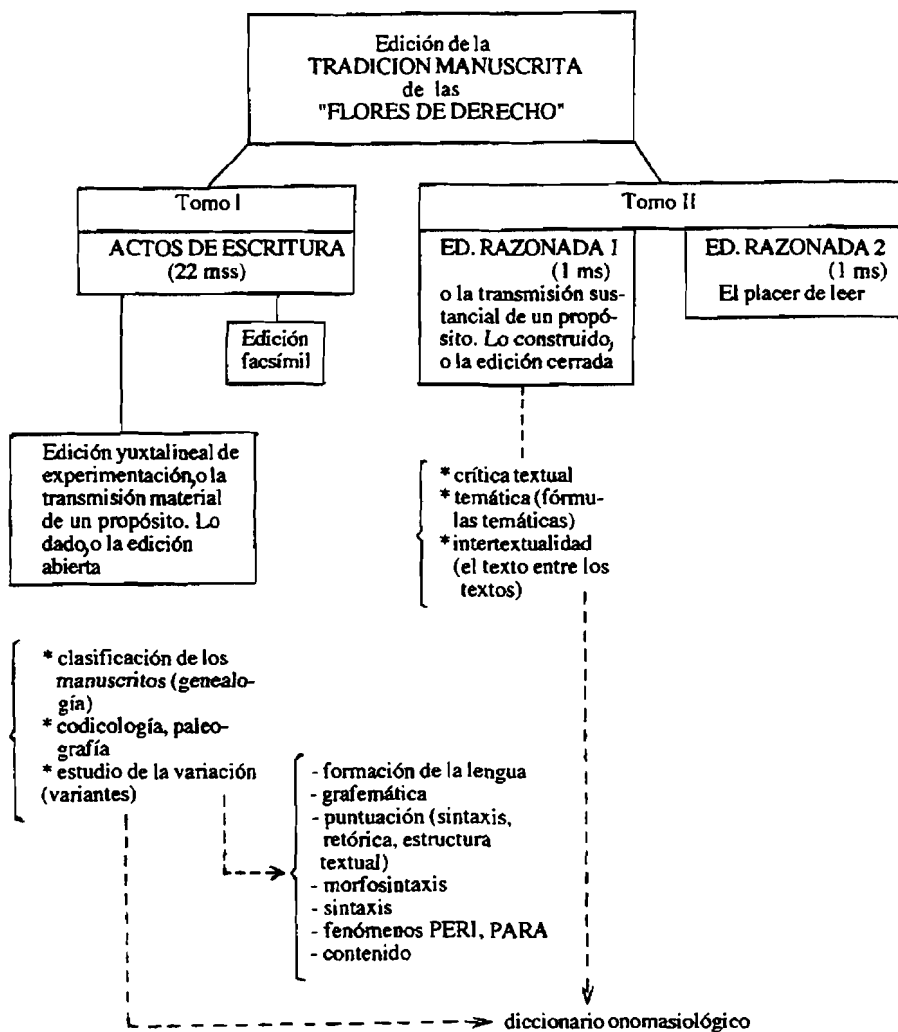 Edición de la
TRADICION MANUSCRITA
de las
"FLORES DE DERECHO"
Tomo I
ACTOS DE ESCRITURA
(22 mss)
Edición
facsímil
Edición yuxtalineal de
experimentación, o la
transmisión material
de un propósito. Lo
dado, o la edición
abierta
* clasificación de los
manuscritos (genealo-
gía)
* codicología, paleo-
grafía
* estudio de la variación
(variantes)
- formación de la lengua
- grafemática
- puntuación (sintaxis,
retórica, estructura
textual)
- morfosintaxis
- sintaxis
- fenómenos PERI, PARA
- contenido
Tomo II
ED. RAZONADA 1
(1 ms)
o la transmisión sus-
tancial de un propó-
sito. Lo construido,
o la edición cerrada
* crítica textual
* temática (fórmu-
las temáticas)
* intertextualidad
(el texto entre los
textos)
ED. RAZONADA 2
(1 ms)
El placer de leer
diccionario onomasiológico